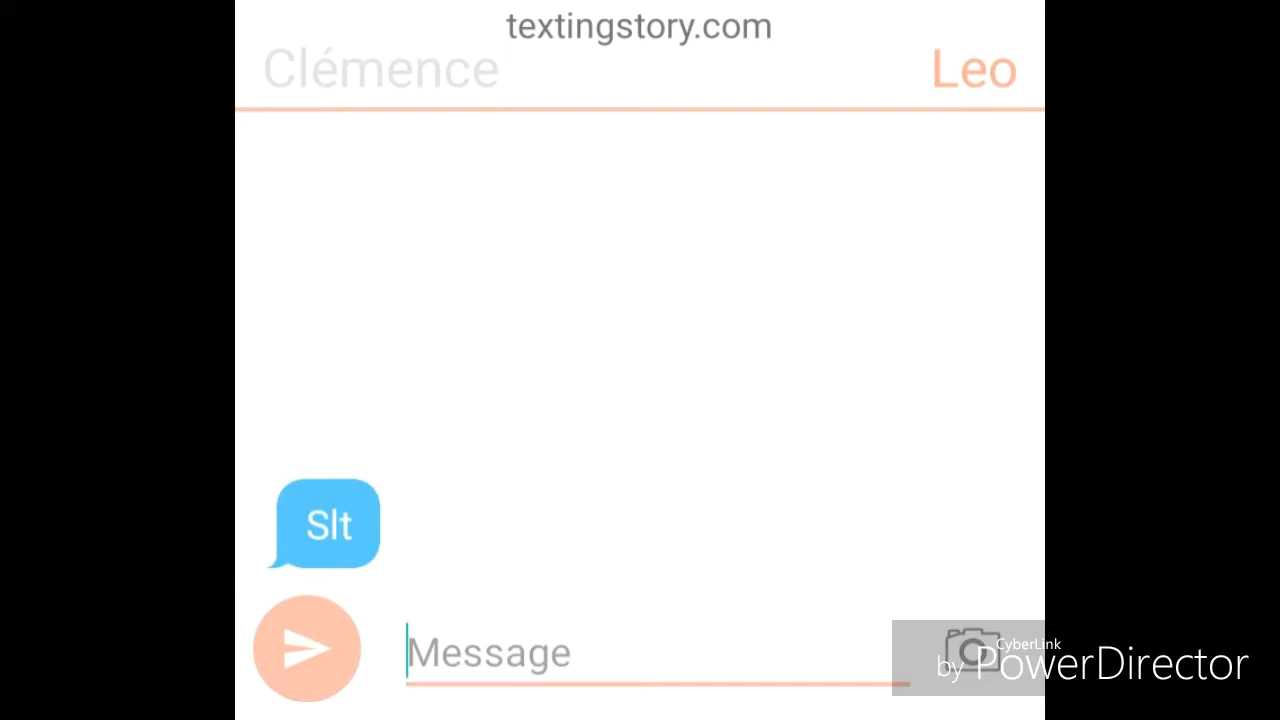 textingstory.com
Clémence
Leo
Slt
Message
CyberLink
by PowerDirector